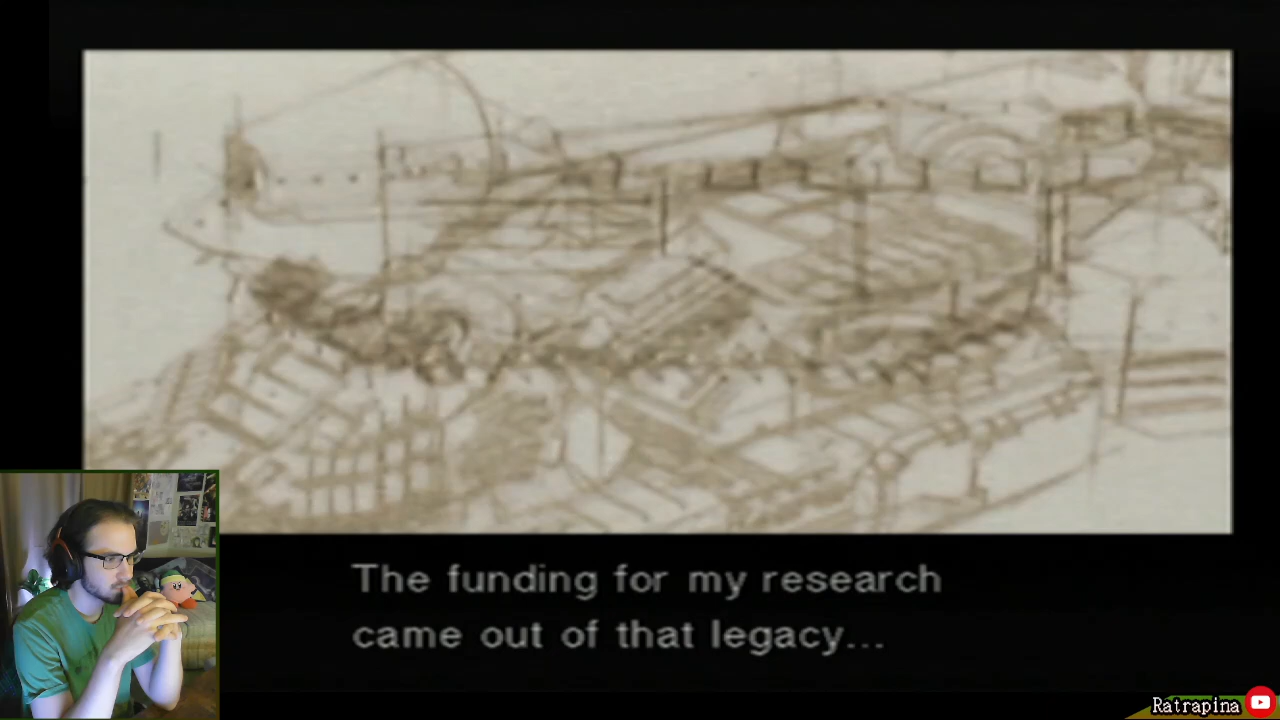 The funding for my research
came out of that legacy...
Ratrapina